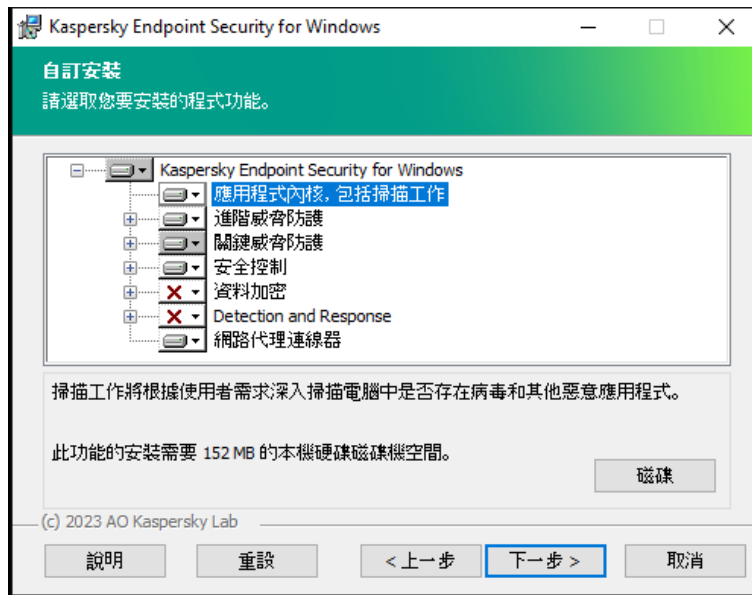 Kaspersky Endpoint Security for Windows
自訂安裝
請選取您要安裝的程式功能。
Kaspersky Endpoint Security for Windows
應用程式內核, 包括掃描工作
進階威脅防護
關鍵威脅防護
安全控制
資料加密
Detection and Response
網路代理連線器
掃描工作將根據使用者需求深入掃描電腦中是否存在病毒和其他惡意應用程式。
此功能的安裝需要 152 MB 的本機硬碟磁碟機空間。
磁碟
(c) 2023 AO Kaspersky Lab
說明 重設 < 上一步 下一步 > 取消